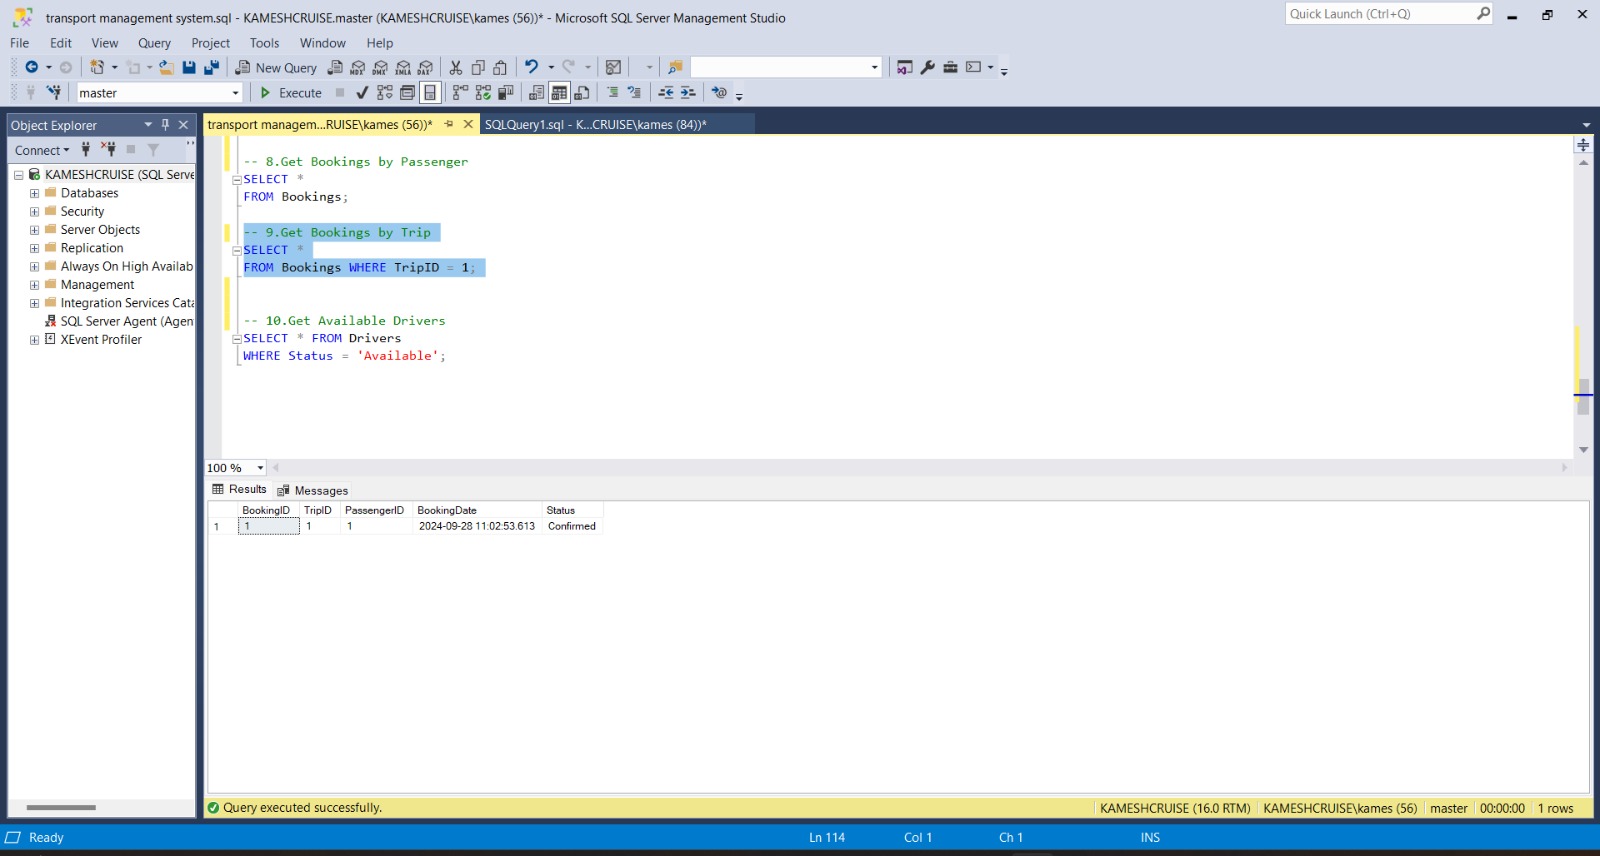 transport management system.sql - KAMESHCRUISE.master (KAMESHCRUISE\kames (56))* - Microsoft SQL Server Management Studio
Quick Launch (Ctrl+Q)
File Edit View Query Project Tools Window Help
New Query MDX DMX XMLA DAX
master Execute
Object Explorer
transport managem...RUISE\kames (56))* SQLQuery1.sql - K...CRUISE\kames (84))*
Connect
KAMESHCRUISE (SQL Serve
Databases
Security
Server Objects
Replication
Always On High Availab
Management
Integration Services Cata
SQL Server Agent (Agen
XEvent Profiler
-- 8.Get Bookings by Passenger
SELECT *
FROM Bookings;
-- 9.Get Bookings by Trip
SELECT *
FROM Bookings WHERE TripID = 1;
-- 10.Get Available Drivers
SELECT * FROM Drivers
WHERE Status = 'Available';
100 %
Results Messages
BookingID TripID PassengerID BookingDate Status
1 1 1 1 2024-09-28 11:02:53.613 Confirmed
Query executed successfully. KAMESHCRUISE (16.0 RTM) KAMESHCRUISE\kames (56) master 00:00:00 1 rows
Ready Ln 114 Col 1 Ch 1 INS